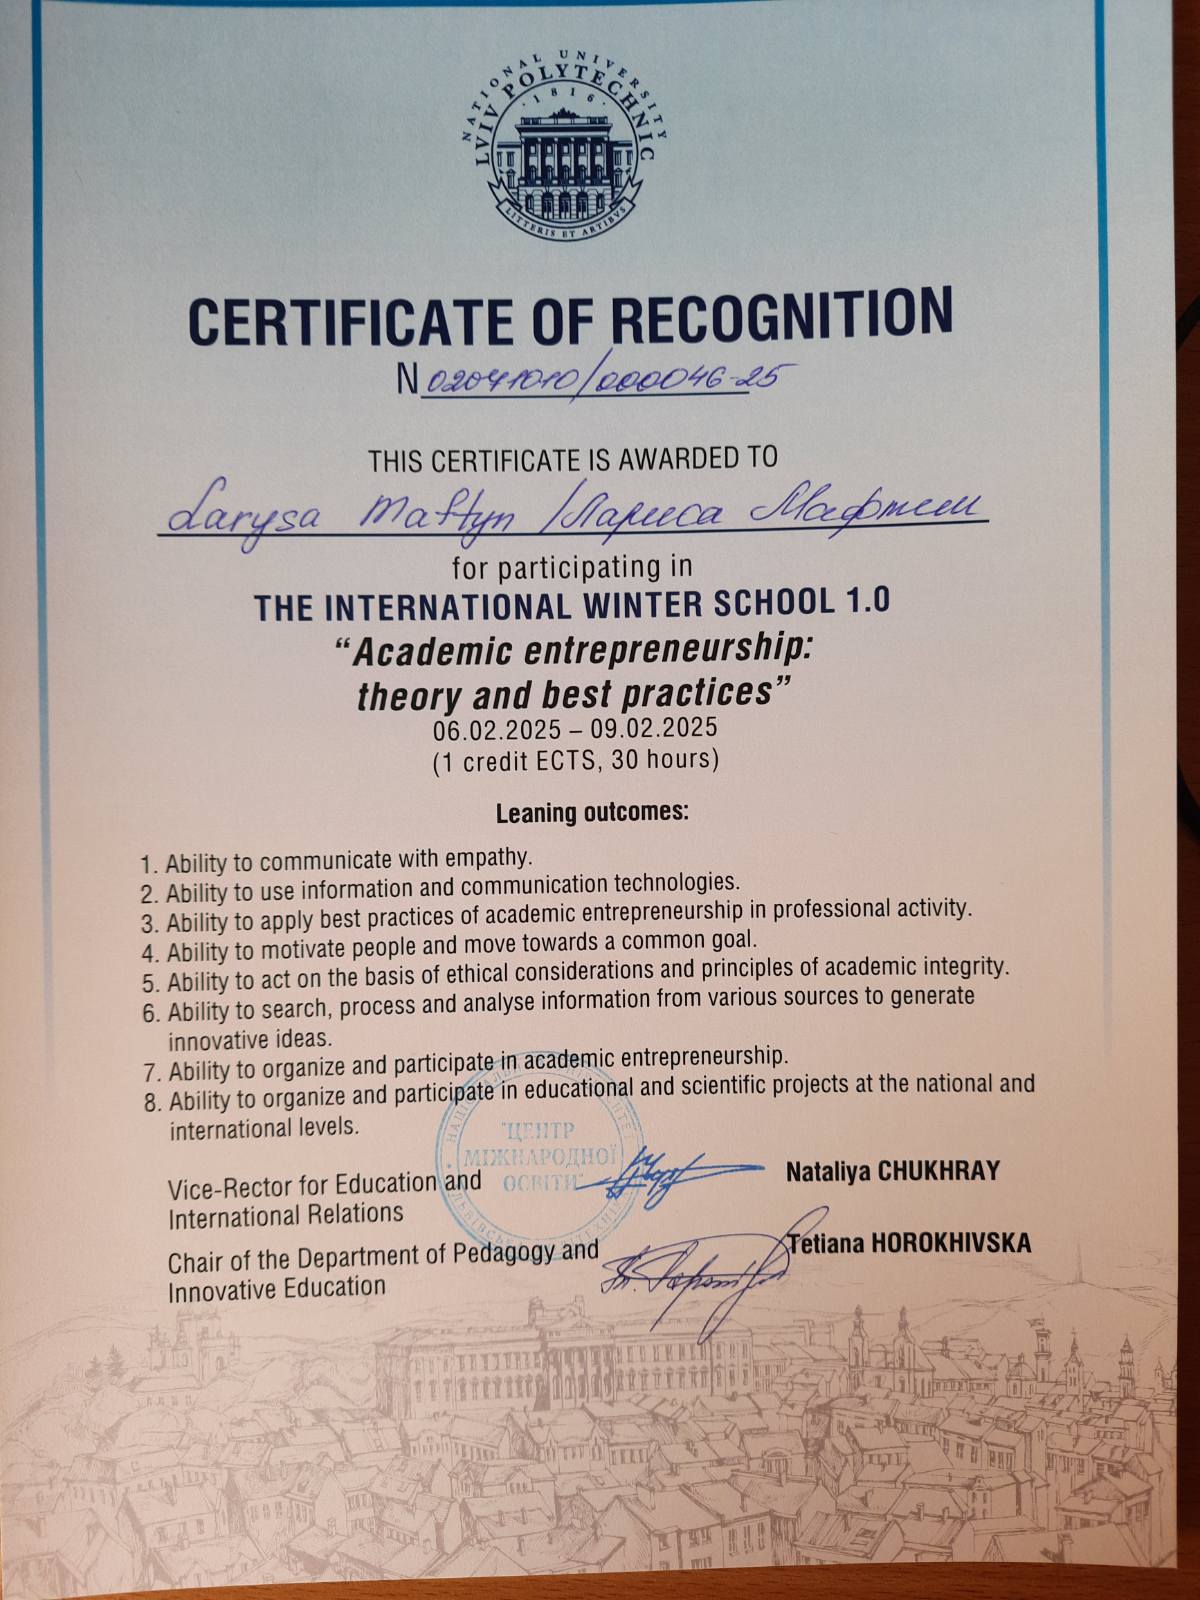 NATIONAL UNIVERSITY
LVIV POLYTECHNIC
· 1816 ·
LITTERIS ET ARTIBVS
CERTIFICATE OF RECOGNITION
N 02071010/000046-25
THIS CERTIFICATE IS AWARDED TO
Larysa Maftyn /Лариса Мафтин
for participating in
THE INTERNATIONAL WINTER SCHOOL 1.0
“Academic entrepreneurship:
theory and best practices”
06.02.2025 – 09.02.2025
(1 credit ECTS, 30 hours)
Leaning outcomes:
1. Ability to communicate with empathy.
2. Ability to use information and communication technologies.
3. Ability to apply best practices of academic entrepreneurship in professional activity.
4. Ability to motivate people and move towards a common goal.
5. Ability to act on the basis of ethical considerations and principles of academic integrity.
6. Ability to search, process and analyse information from various sources to generate
innovative ideas.
7. Ability to organize and participate in academic entrepreneurship.
8. Ability to organize and participate in educational and scientific projects at the national and
international levels.
"ЦЕНТР
МІЖНАРОДНОЇ
ОСВІТИ"
Vice-Rector for Education and
International Relations
Nataliya CHUKHRAY
Chair of the Department of Pedagogy and
Innovative Education
Tetiana HOROKHIVSKA